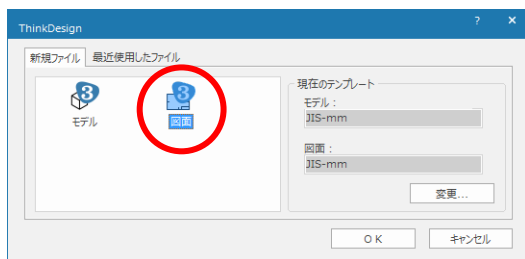 ThinkDesign
新規ファイル 最近使用したファイル
モデル
図面
現在のテンプレート
モデル：
JIS-mm
図面：
JIS-mm
変更...
ＯＫ キャンセル